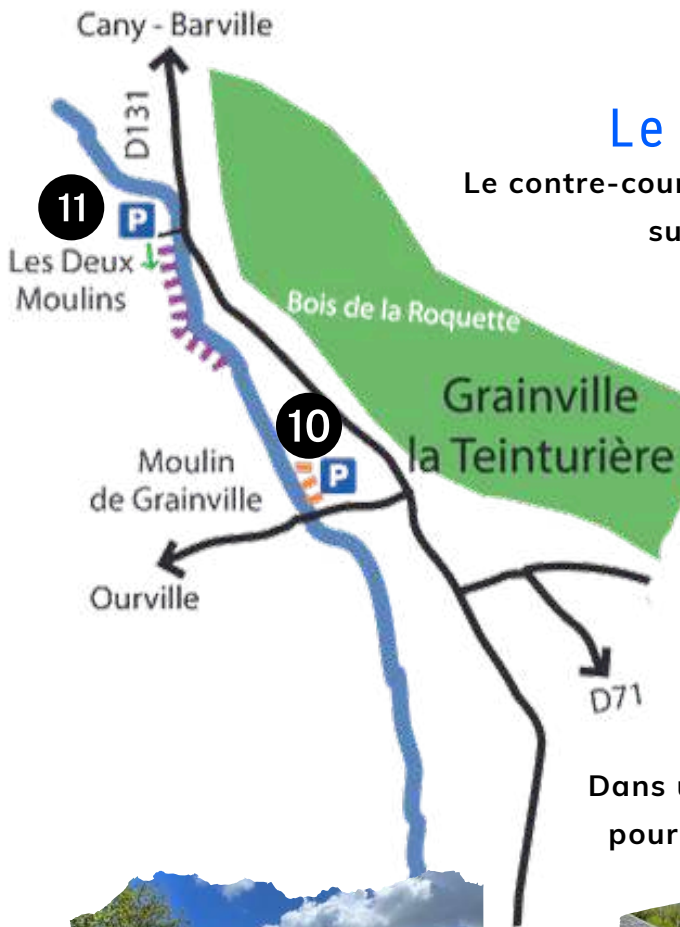 Cany - Barville
D131
Le
Le contre-cour
su
11
P
Les Deux
Moulins
Bois de la Roquette
Grainville
la Teinturière
10
P
Moulin
de Grainville
Ourville
D71
Dans
pour